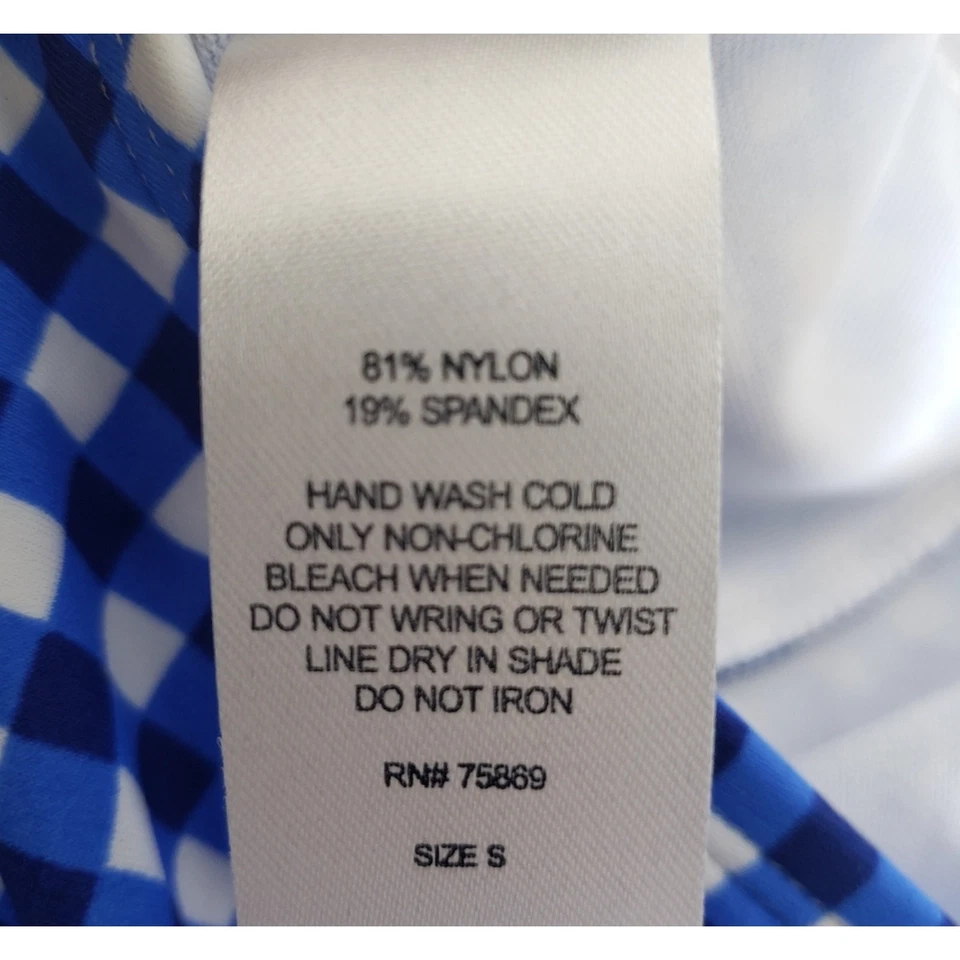 81% NYLON
19% SPANDEX
HAND WASH COLD
ONLY NON-CHLORINE
BLEACH WHEN NEEDED
DO NOT WRING OR TWIST
LINE DRY IN SHADE
DO NOT IRON
RN# 75869
SIZE S